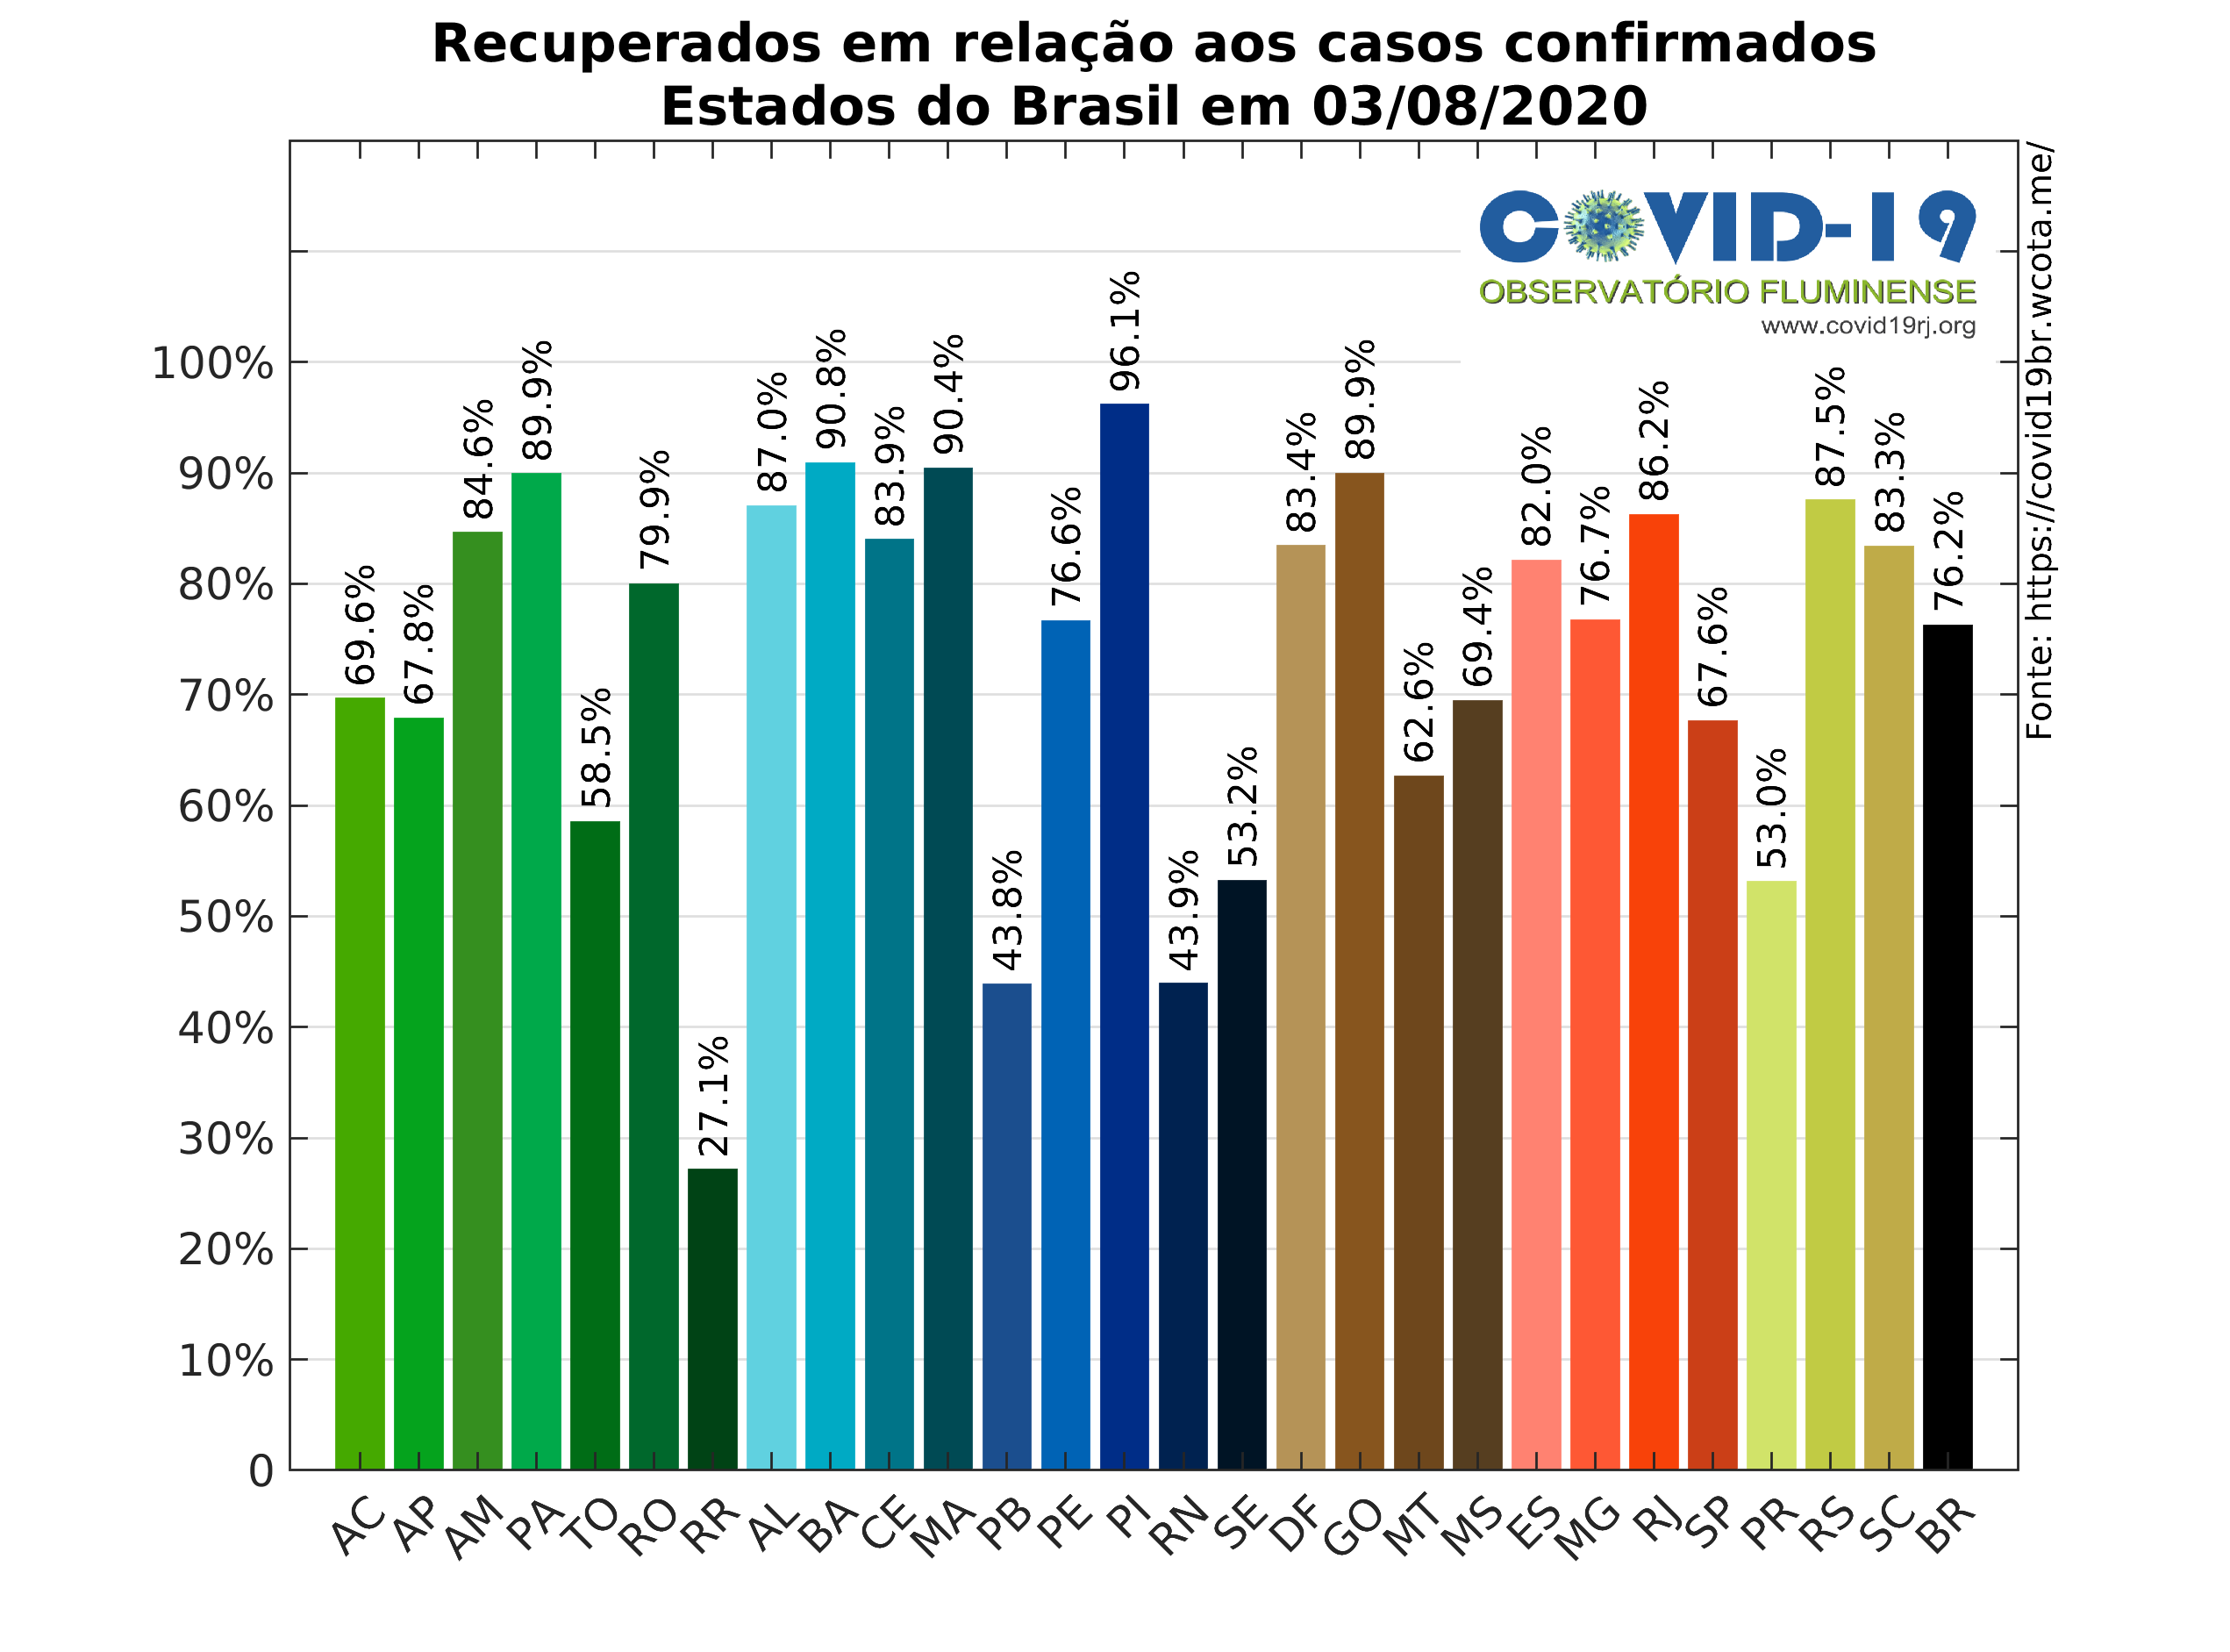 Recuperados em relação aos casos confirmados
Estados do Brasil em 03/08/2020
COVID-19
OBSERVATÓRIO FLUMINENSE
www.covid19rj.org
Fonte: https://covid19br.wcota.me/
100%
90%
80%
70%
60%
50%
40%
30%
20%
10%
0
69.6%
67.8%
84.6%
89.9%
58.5%
79.9%
27.1%
87.0%
90.8%
83.9%
90.4%
43.8%
76.6%
96.1%
43.9%
53.2%
83.4%
89.9%
62.6%
69.4%
82.0%
76.7%
86.2%
67.6%
53.0%
87.5%
83.3%
76.2%
AC
AP
AM
PA
TO
RO
RR
AL
BA
CE
MA
PB
PE
PI
RN
SE
DF
GO
MT
MS
ES
MG
RJ
SP
PR
RS
SC
BR